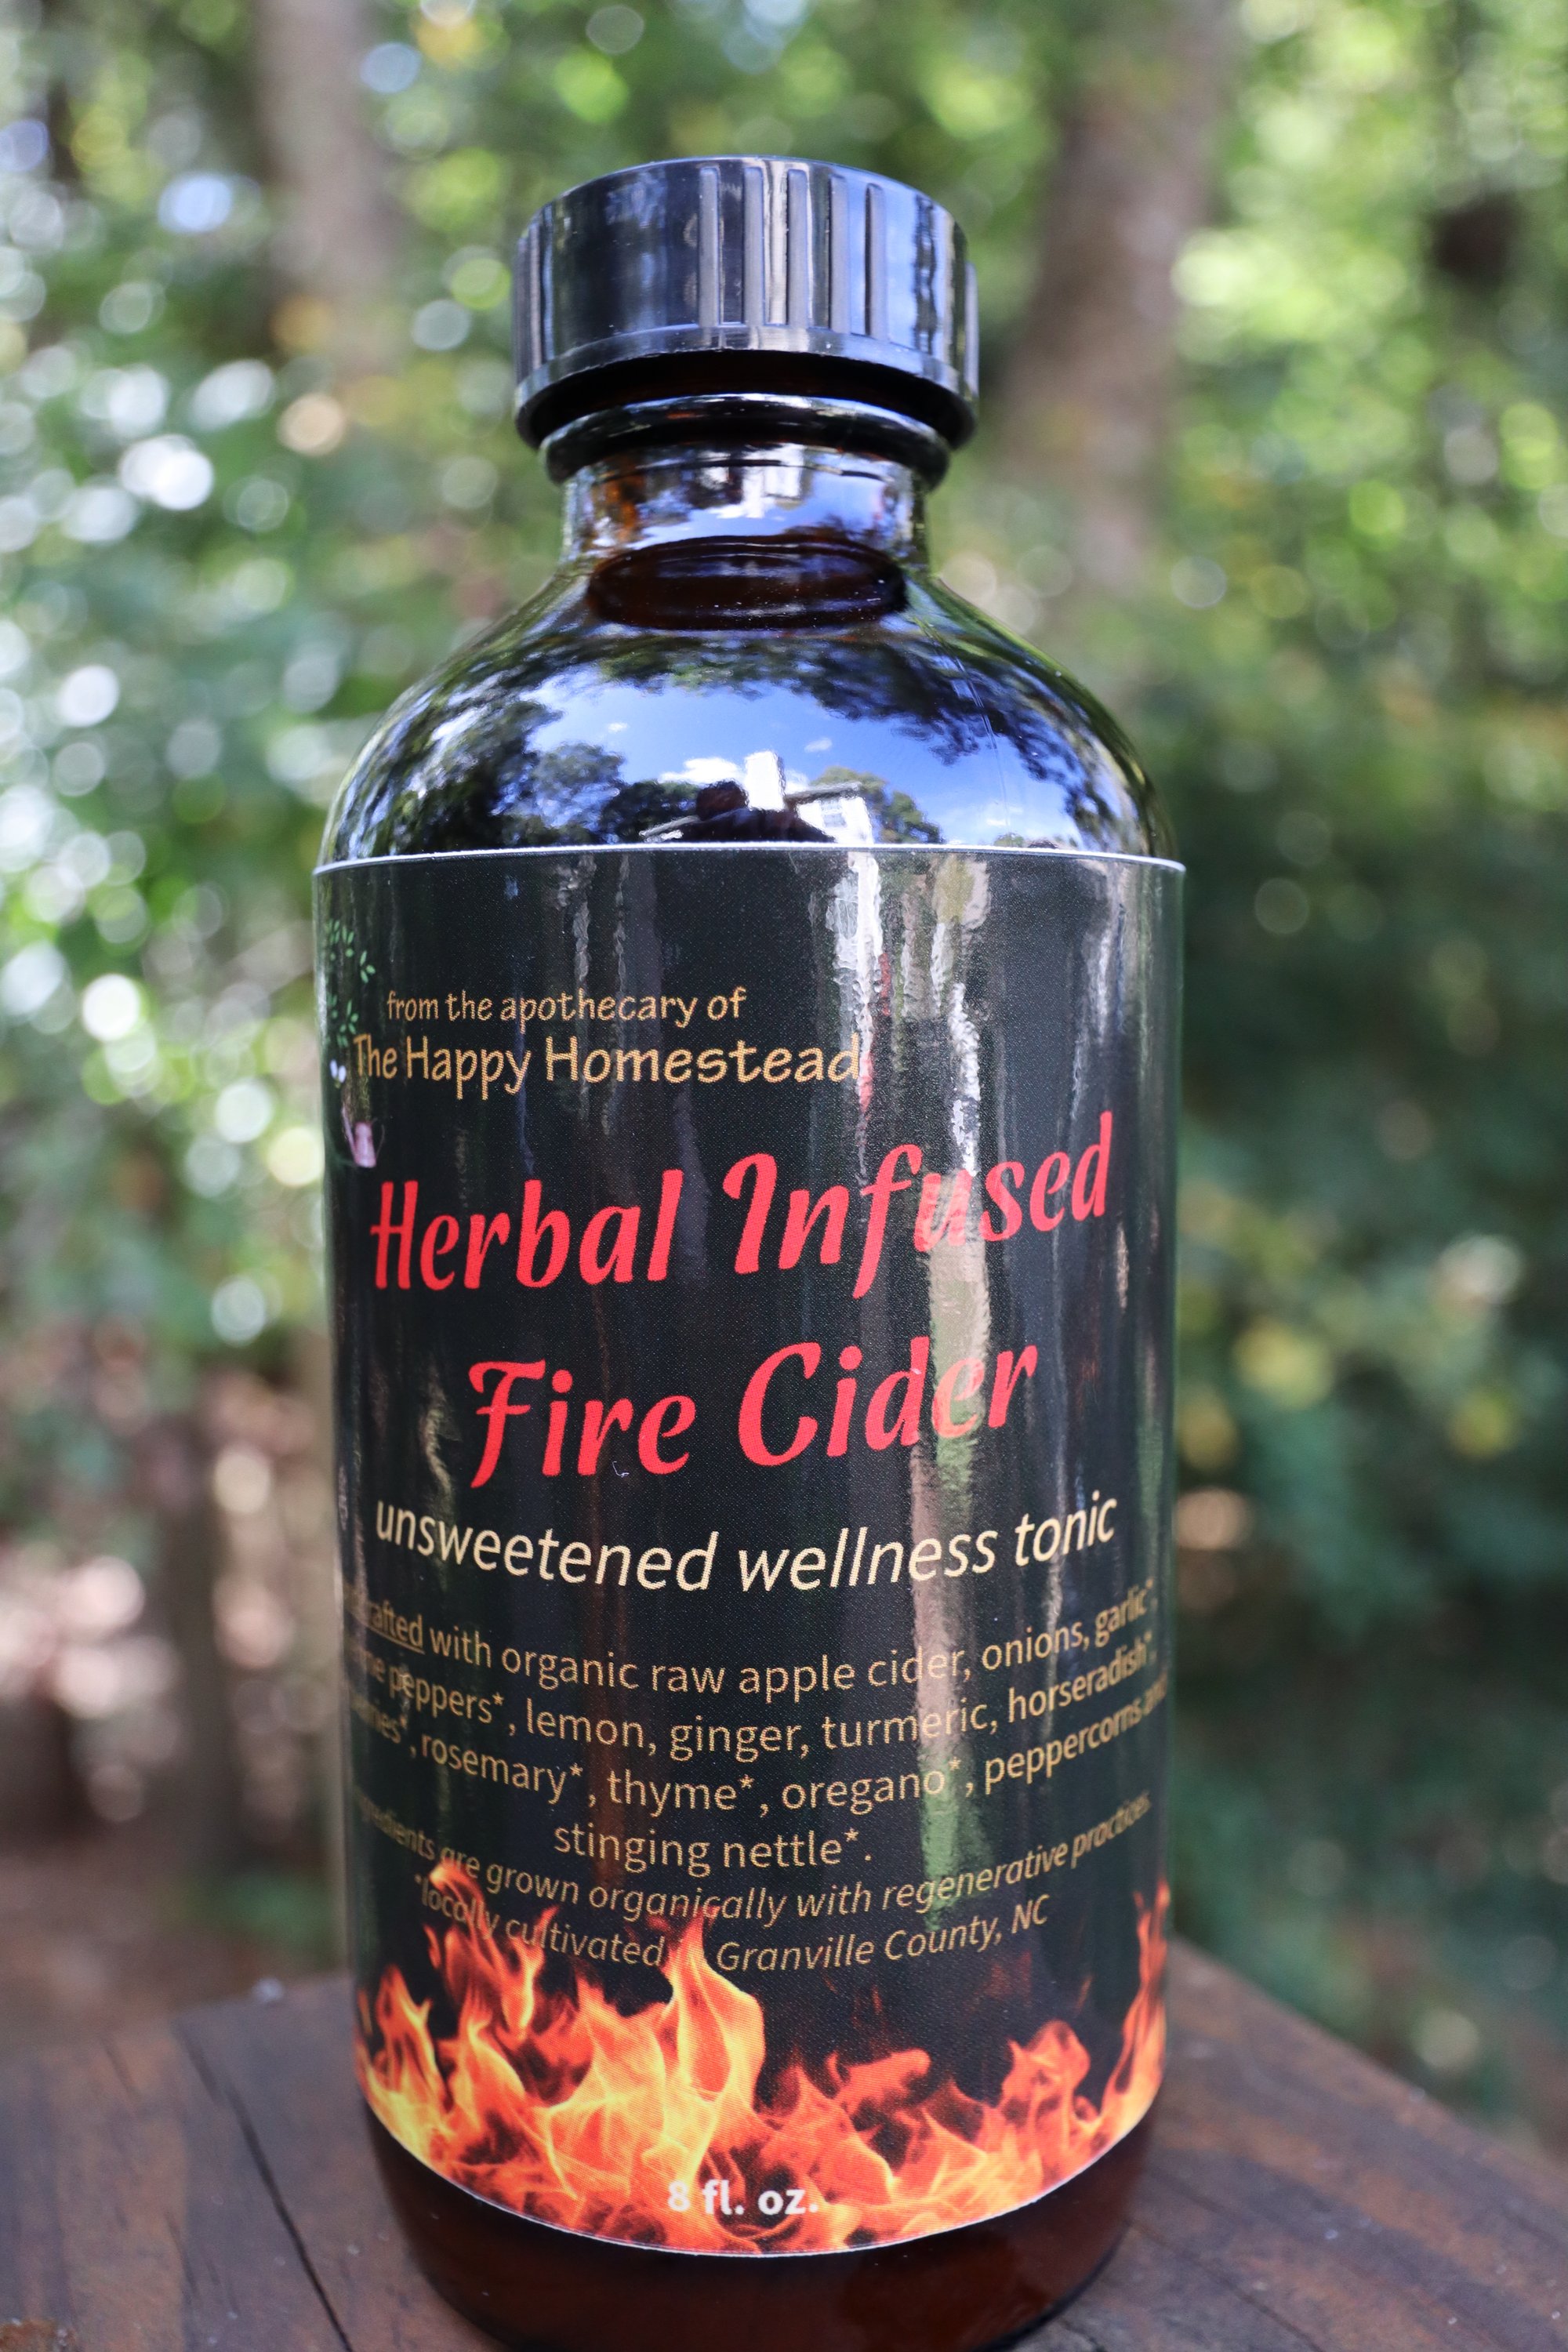 from the apothecary of
The Happy Homestead
Herbal Infused
Fire Cider
unsweetened wellness tonic
with organic raw apple cider, onions, garlic*,
peppers*, lemon, ginger, turmeric, horseradish*,
rosemary*, thyme*, oregano*, peppercorns and
stinging nettle*.
are grown organically with regenerative practices.
*locally cultivated Granville County, NC
8 fl. oz.